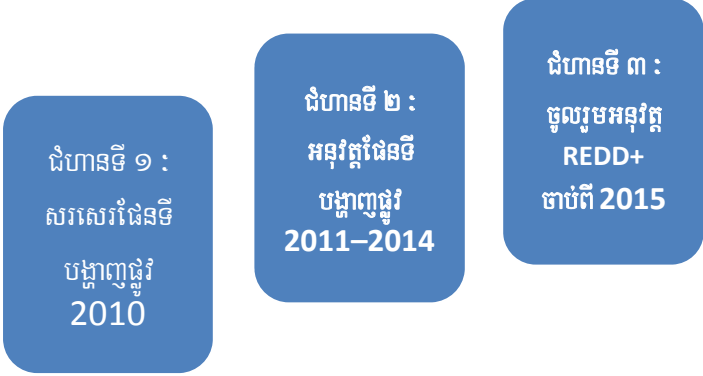 ជំហានទី ១ ៖
សរសេរផែនទី
បង្ហាញផ្លូវ
2010
ជំហានទី ២ ៖
អនុវត្តផែនទី
បង្ហាញផ្លូវ
2011–2014
ជំហានទី ៣ ៖
ចូលរួមអនុវត្ត
REDD+
ចាប់ពី 2015